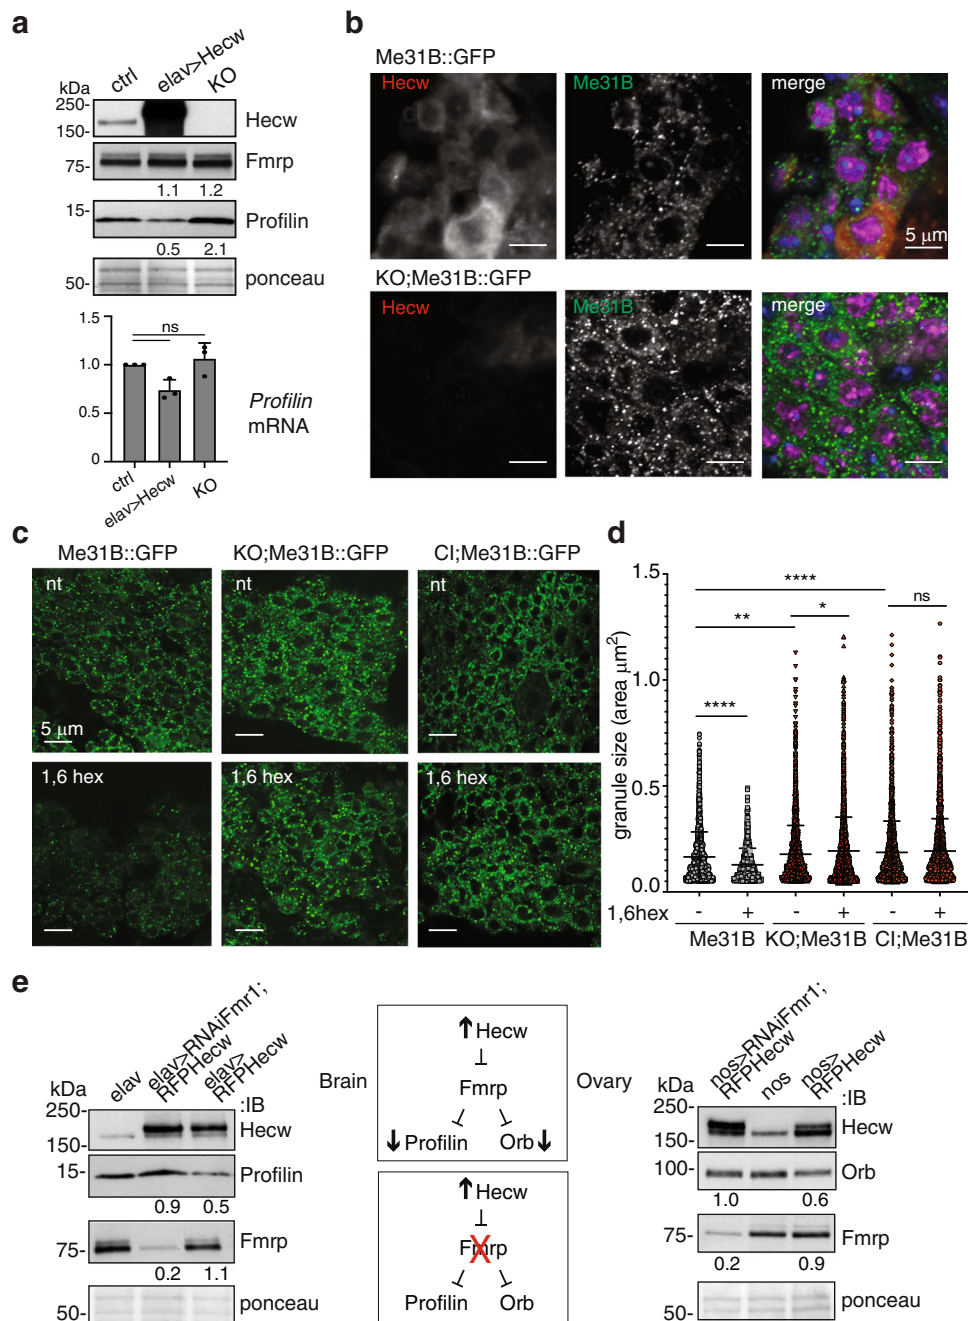 a
ctrl
elav>Hecw
KO
kDa
250-
150-
Hecw
75-
Fmrp
1.1 1.2
15-
Profilin
0.5 2.1
50-
ponceau
1.5
1.0
0.5
0
ns
Profilin
mRNA
ctrl
elav>Hecw
KO
b
Me31B::GFP
Hecw
Me31B
merge
5 μm
KO;Me31B::GFP
Hecw
Me31B
merge
c
Me31B::GFP
KO;Me31B::GFP
CI;Me31B::GFP
nt
nt
nt
5 μm
1,6 hex
1,6 hex
1,6 hex
d
granule size (area μm²)
1.5
1.0
0.5
0.0
****
ns
**
*
****
1,6hex - + - + - +
Me31B KO;Me31B CI;Me31B
e
elav
elav>RNAiFmr1;
RFPHecw
elav>
RFPHecw
kDa
:IB
250-
150-
Hecw
15-
Profilin
0.9 0.5
75-
Fmrp
0.2 1.1
50-
ponceau
Brain
Ovary
↑Hecw
Fmrp
↓Profilin Orb↓
↑Hecw
Fmrp
X
Profilin Orb
nos>RNAiFmr1;
RFPHecw
nos
nos>
RFPHecw
kDa
:IB
250-
150-
Hecw
100-
Orb
1.0 0.6
75-
Fmrp
0.2 0.9
50-
ponceau